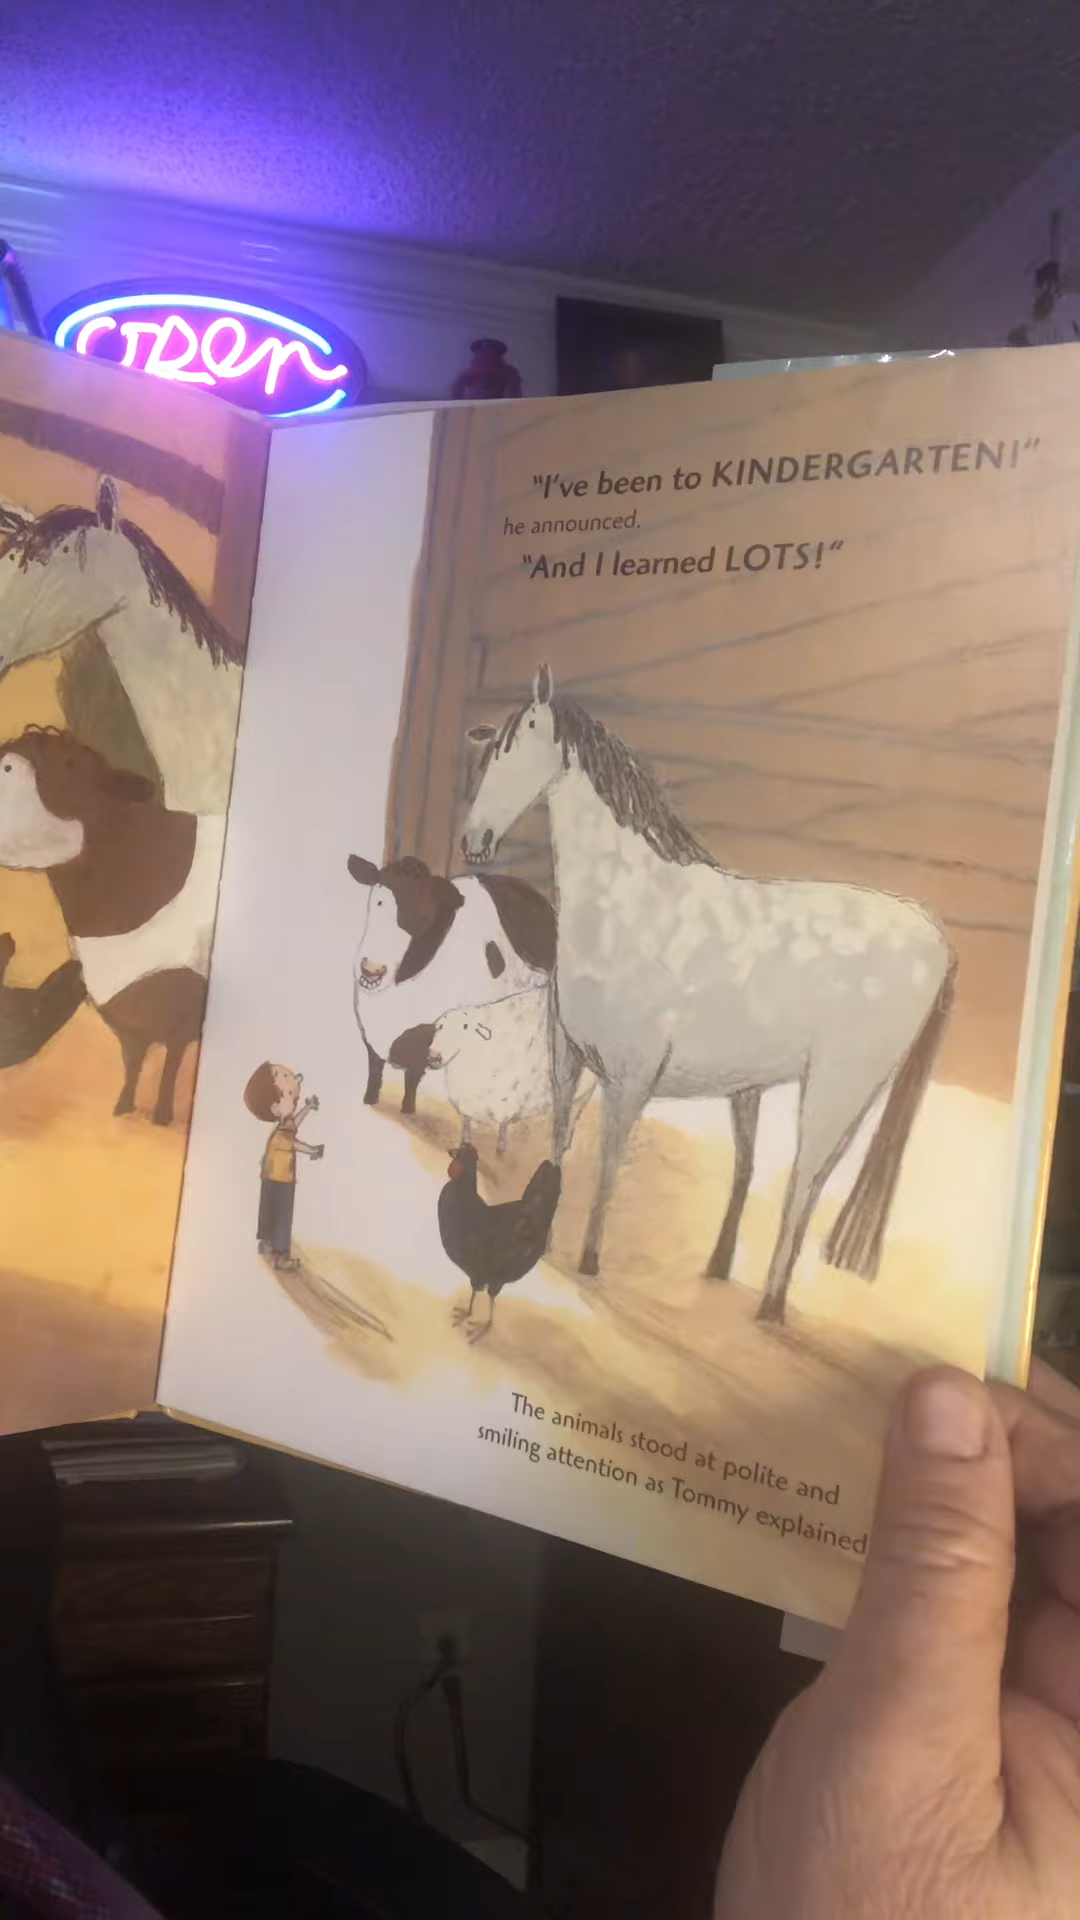 open
"I've been to KINDERGARTEN!"
he announced.
"And I learned LOTS!"
The animals stood at polite and
smiling attention as Tommy explained